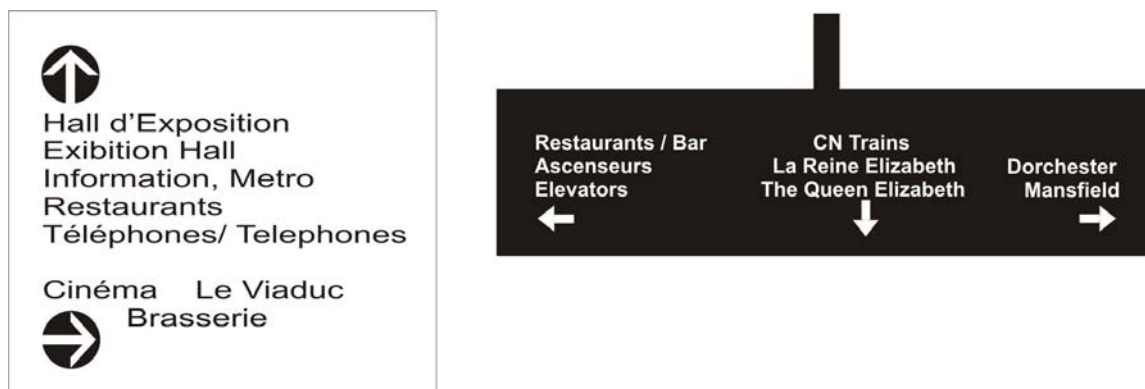 Hall d'Exposition
Exibition Hall
Information, Metro
Restaurants
Téléphones/ Telephones
Cinéma Le Viaduc
Brasserie
Restaurants / Bar
Ascenseurs
Elevators
CN Trains
La Reine Elizabeth
The Queen Elizabeth
Dorchester
Mansfield